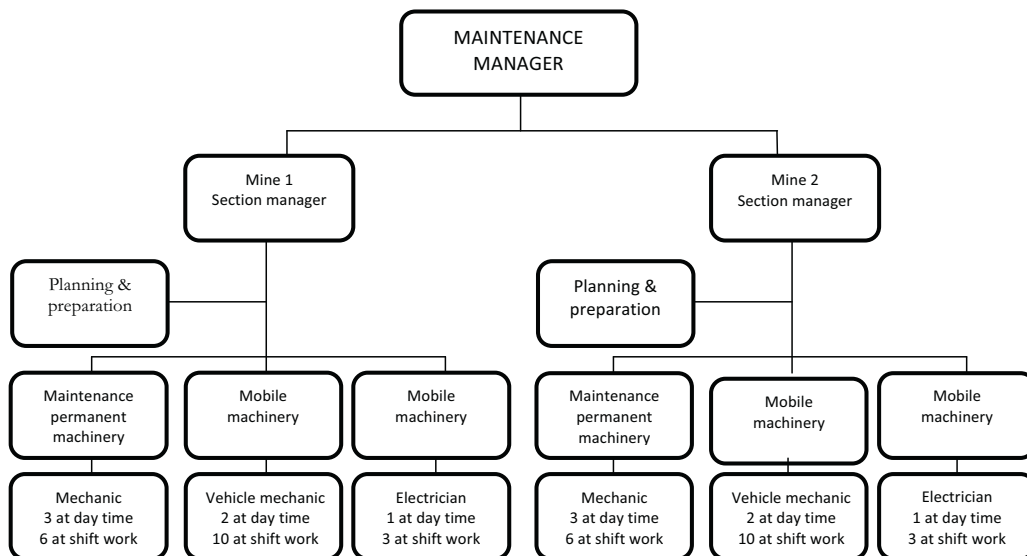 MAINTENANCE
MANAGER
Mine 1
Section manager
Mine 2
Section manager
Planning &
preparation
Planning &
preparation
Maintenance
permanent
machinery
Mobile
machinery
Mobile
machinery
Maintenance
permanent
machinery
Mobile
machinery
Mobile
machinery
Mechanic
3 at day time
6 at shift work
Vehicle mechanic
2 at day time
10 at shift work
Electrician
1 at day time
3 at shift work
Mechanic
3 at day time
6 at shift work
Vehicle mechanic
2 at day time
10 at shift work
Electrician
1 at day time
3 at shift work